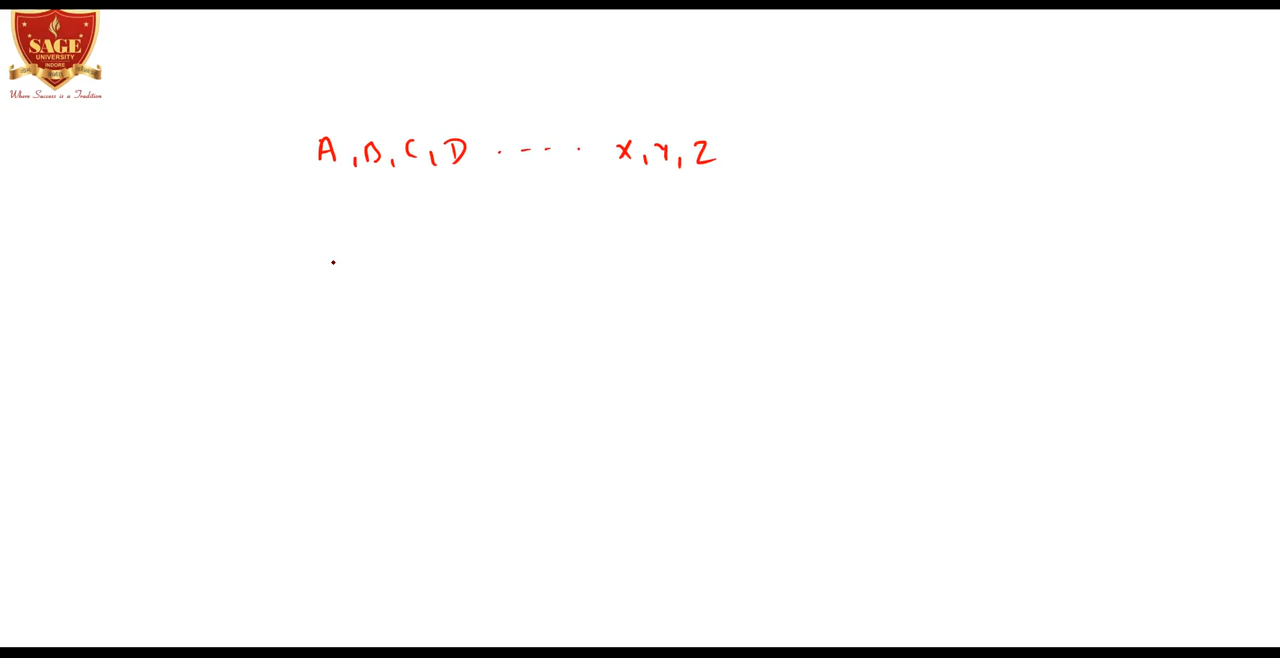 SAGE
UNIVERSITY
INDORE
Where Success is a Tradition
A, B, C, D . - - - . X, Y, Z